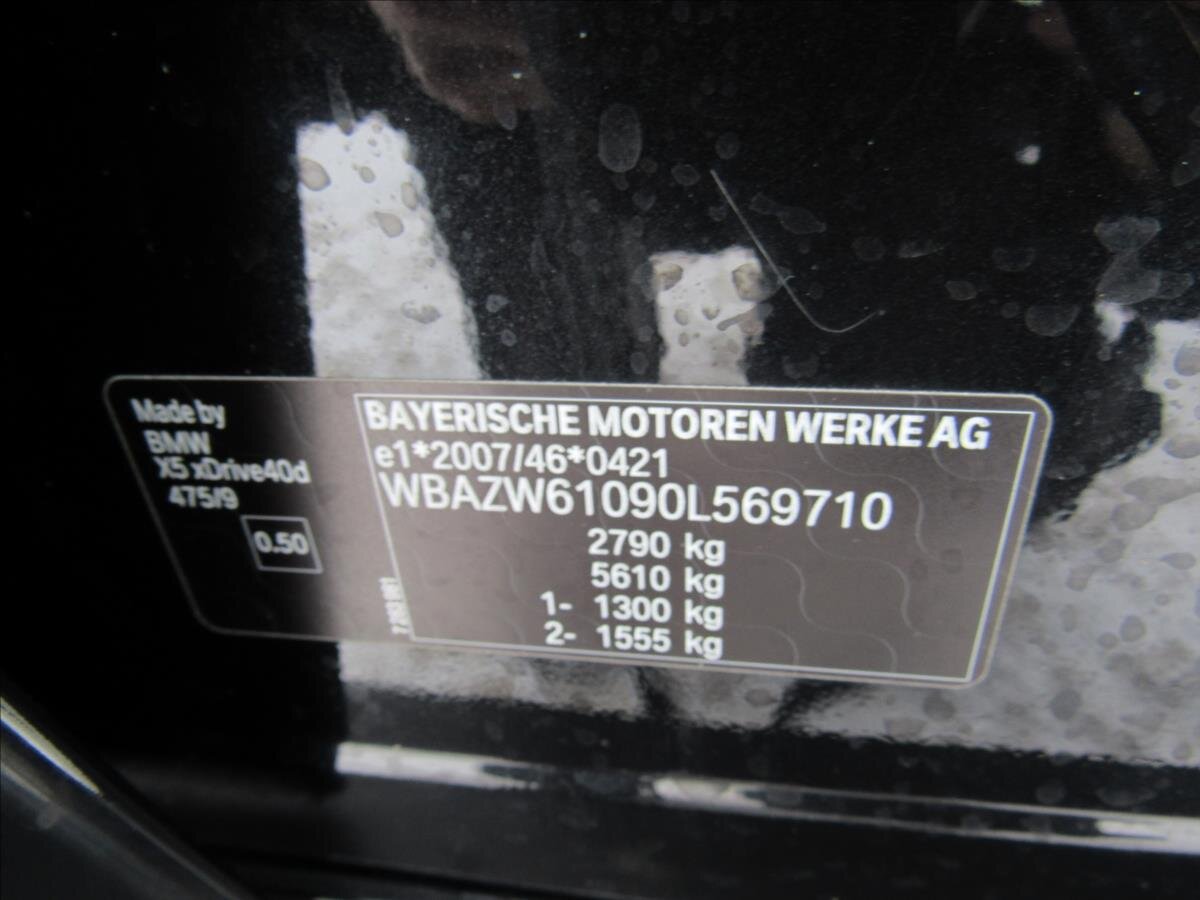 Made by
BMW
X5 xDrive40d
475/9
0.50
BAYERISCHE MOTOREN WERKE AG
e1*2007/46*0421
WBAZW61090L569710
2790 kg
5610 kg
1- 1300 kg
2- 1555 kg